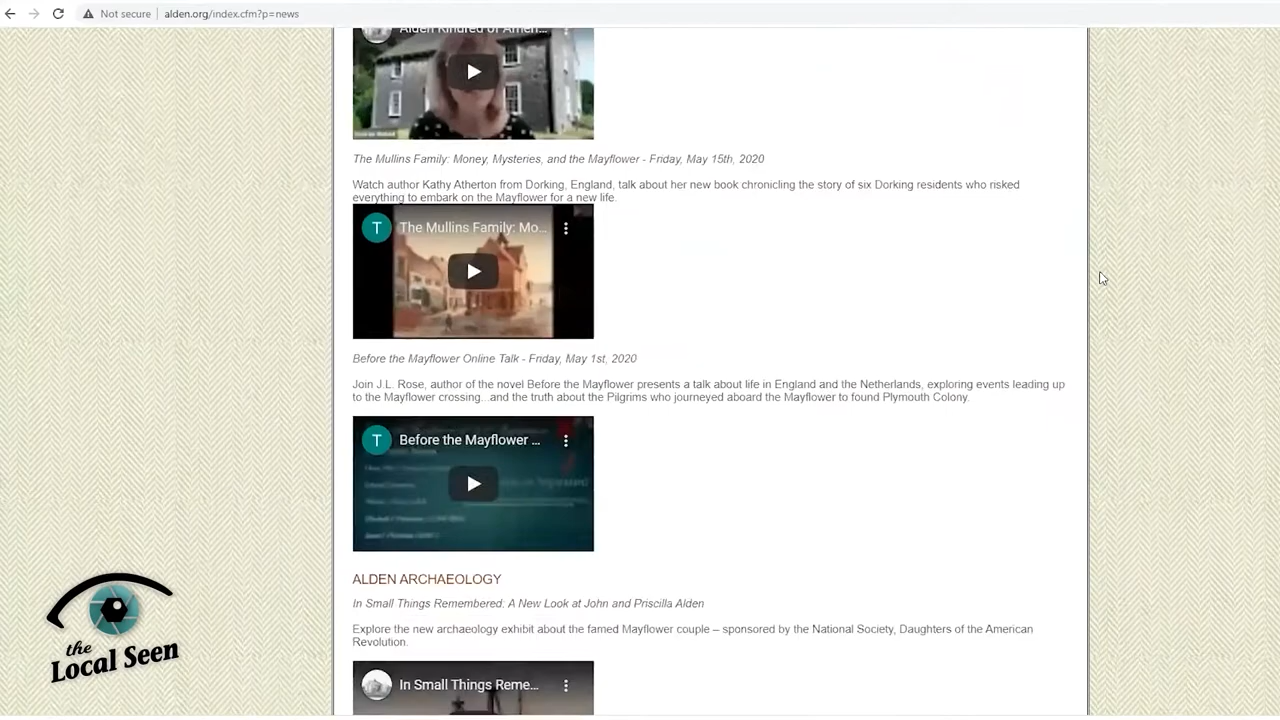 Not secure
alden.org/index.cfm?p=news
Alden Kindred of Ameri...
The Mullins Family: Money, Mysteries, and the Mayflower - Friday, May 15th, 2020
Watch author Kathy Atherton from Dorking, England, talk about her new book chronicling the story of six Dorking residents who risked
everything to embark on the Mayflower for a new life.
T The Mullins Family: Mo...
Before the Mayflower Online Talk - Friday, May 1st, 2020
Join J.L. Rose, author of the novel Before the Mayflower presents a talk about life in England and the Netherlands, exploring events leading up
to the Mayflower crossing...and the truth about the Pilgrims who journeyed aboard the Mayflower to found Plymouth Colony.
T Before the Mayflower ...
ALDEN ARCHAEOLOGY
In Small Things Remembered: A New Look at John and Priscilla Alden
Explore the new archaeology exhibit about the famed Mayflower couple – sponsored by the National Society, Daughters of the American
Revolution.
In Small Things Reme...
the
Local Seen